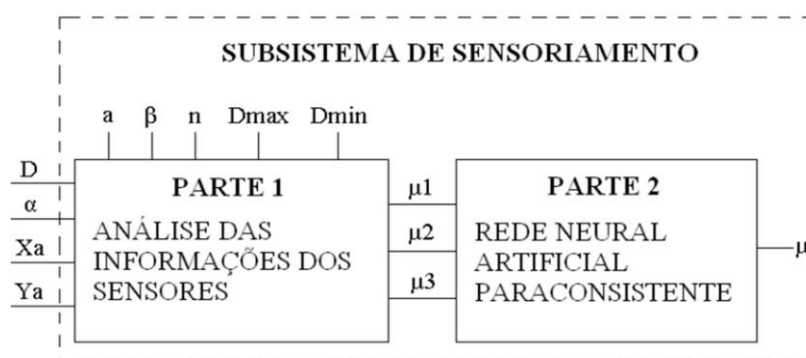 SUBSISTEMA DE SENSORIAMENTO
a β n Dmax Dmin
D
α
Xa
Ya
PARTE 1
ANÁLISE DAS
INFORMAÇÕES DOS
SENSORES
μ1
μ2
μ3
PARTE 2
REDE NEURAL
ARTIFICIAL
PARACONSISTENTE
μ